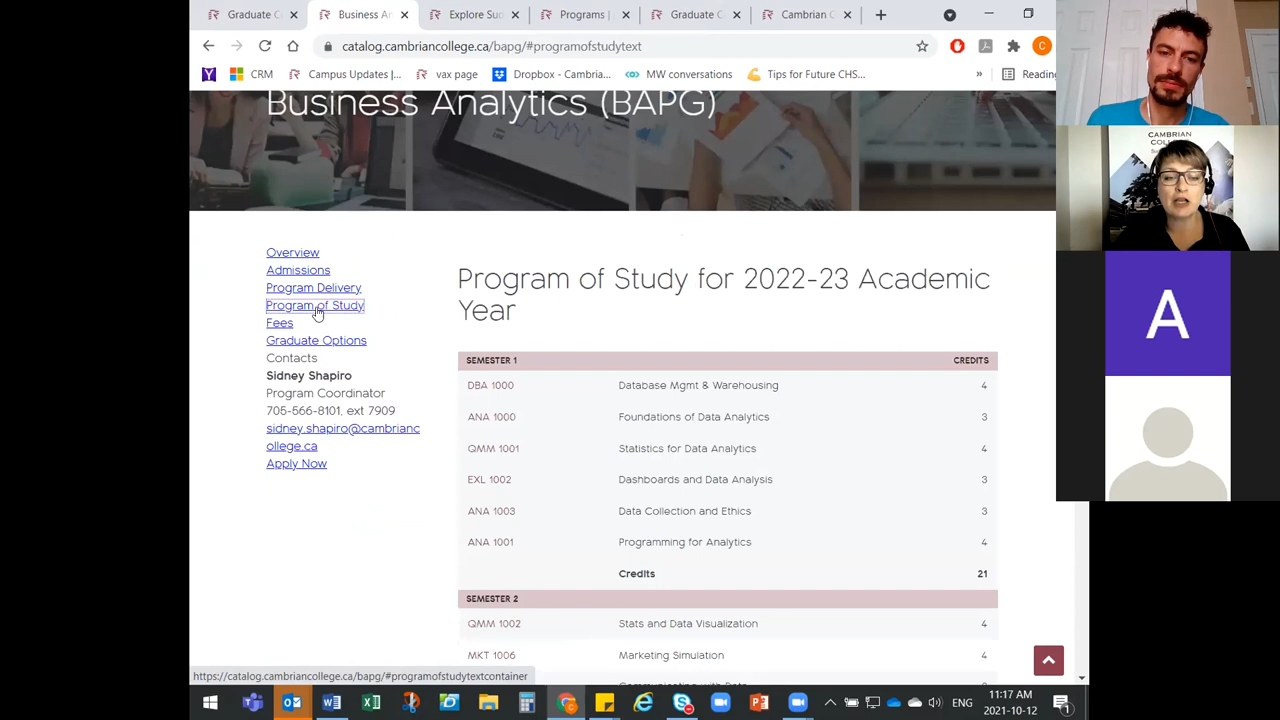 Graduate C
Business An
Explore Sud
Programs |
Graduate C
Cambrian C
catalog.cambriancollege.ca/bapg/#programofstudytext
C
CRM
Campus Updates |...
vax page
Dropbox - Cambria...
MW conversations
Tips for Future CHS...
»
Reading
Business Analytics (BAPG)
Overview
Admissions
Program Delivery
Program of Study
Fees
Graduate Options
Contacts
Sidney Shapiro
Program Coordinator
705-566-8101, ext 7909
sidney.shapiro@cambrianc
ollege.ca
Apply Now
Program of Study for 2022-23 Academic
Year
SEMESTER 1 CREDITS
DBA 1000 Database Mgmt & Warehousing 4
ANA 1000 Foundations of Data Analytics 3
QMM 1001 Statistics for Data Analytics 4
EXL 1002 Dashboards and Data Analysis 3
ANA 1003 Data Collection and Ethics 3
ANA 1001 Programming for Analytics 4
Credits 21
SEMESTER 2
QMM 1002 Stats and Data Visualization 4
MKT 1006 Marketing Simulation 4
https://catalog.cambriancollege.ca/bapg/#programofstudytextcontainer
ENG
11:17 AM
2021-10-12
1
CAMBRIAN
A